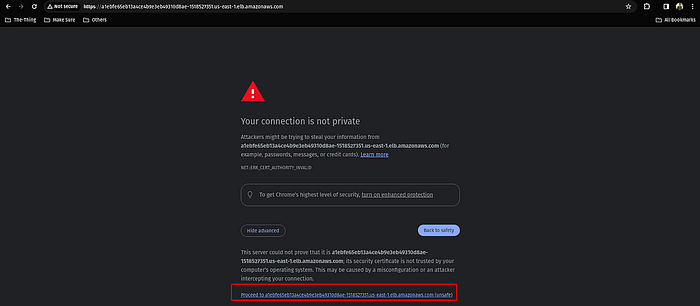 Not secure https://a1ebfe65eb13a4ce4b9e3eb49310d8ae-1518527351.us-east-1.elb.amazonaws.com
The-Thing Make Sure Others All Bookmarks
Your connection is not private
Attackers might be trying to steal your information from
a1ebfe65eb13a4ce4b9e3eb49310d8ae-1518527351.us-east-1.elb.amazonaws.com (for
example, passwords, messages, or credit cards). Learn more
NET::ERR_CERT_AUTHORITY_INVALID
To get Chrome's highest level of security, turn on enhanced protection
Hide advanced Back to safety
This server could not prove that it is a1ebfe65eb13a4ce4b9e3eb49310d8ae-
1518527351.us-east-1.elb.amazonaws.com; its security certificate is not trusted by your
computer's operating system. This may be caused by a misconfiguration or an attacker
intercepting your connection.
Proceed to a1ebfe65eb13a4ce4b9e3eb49310d8ae-1518527351.us-east-1.elb.amazonaws.com (unsafe)